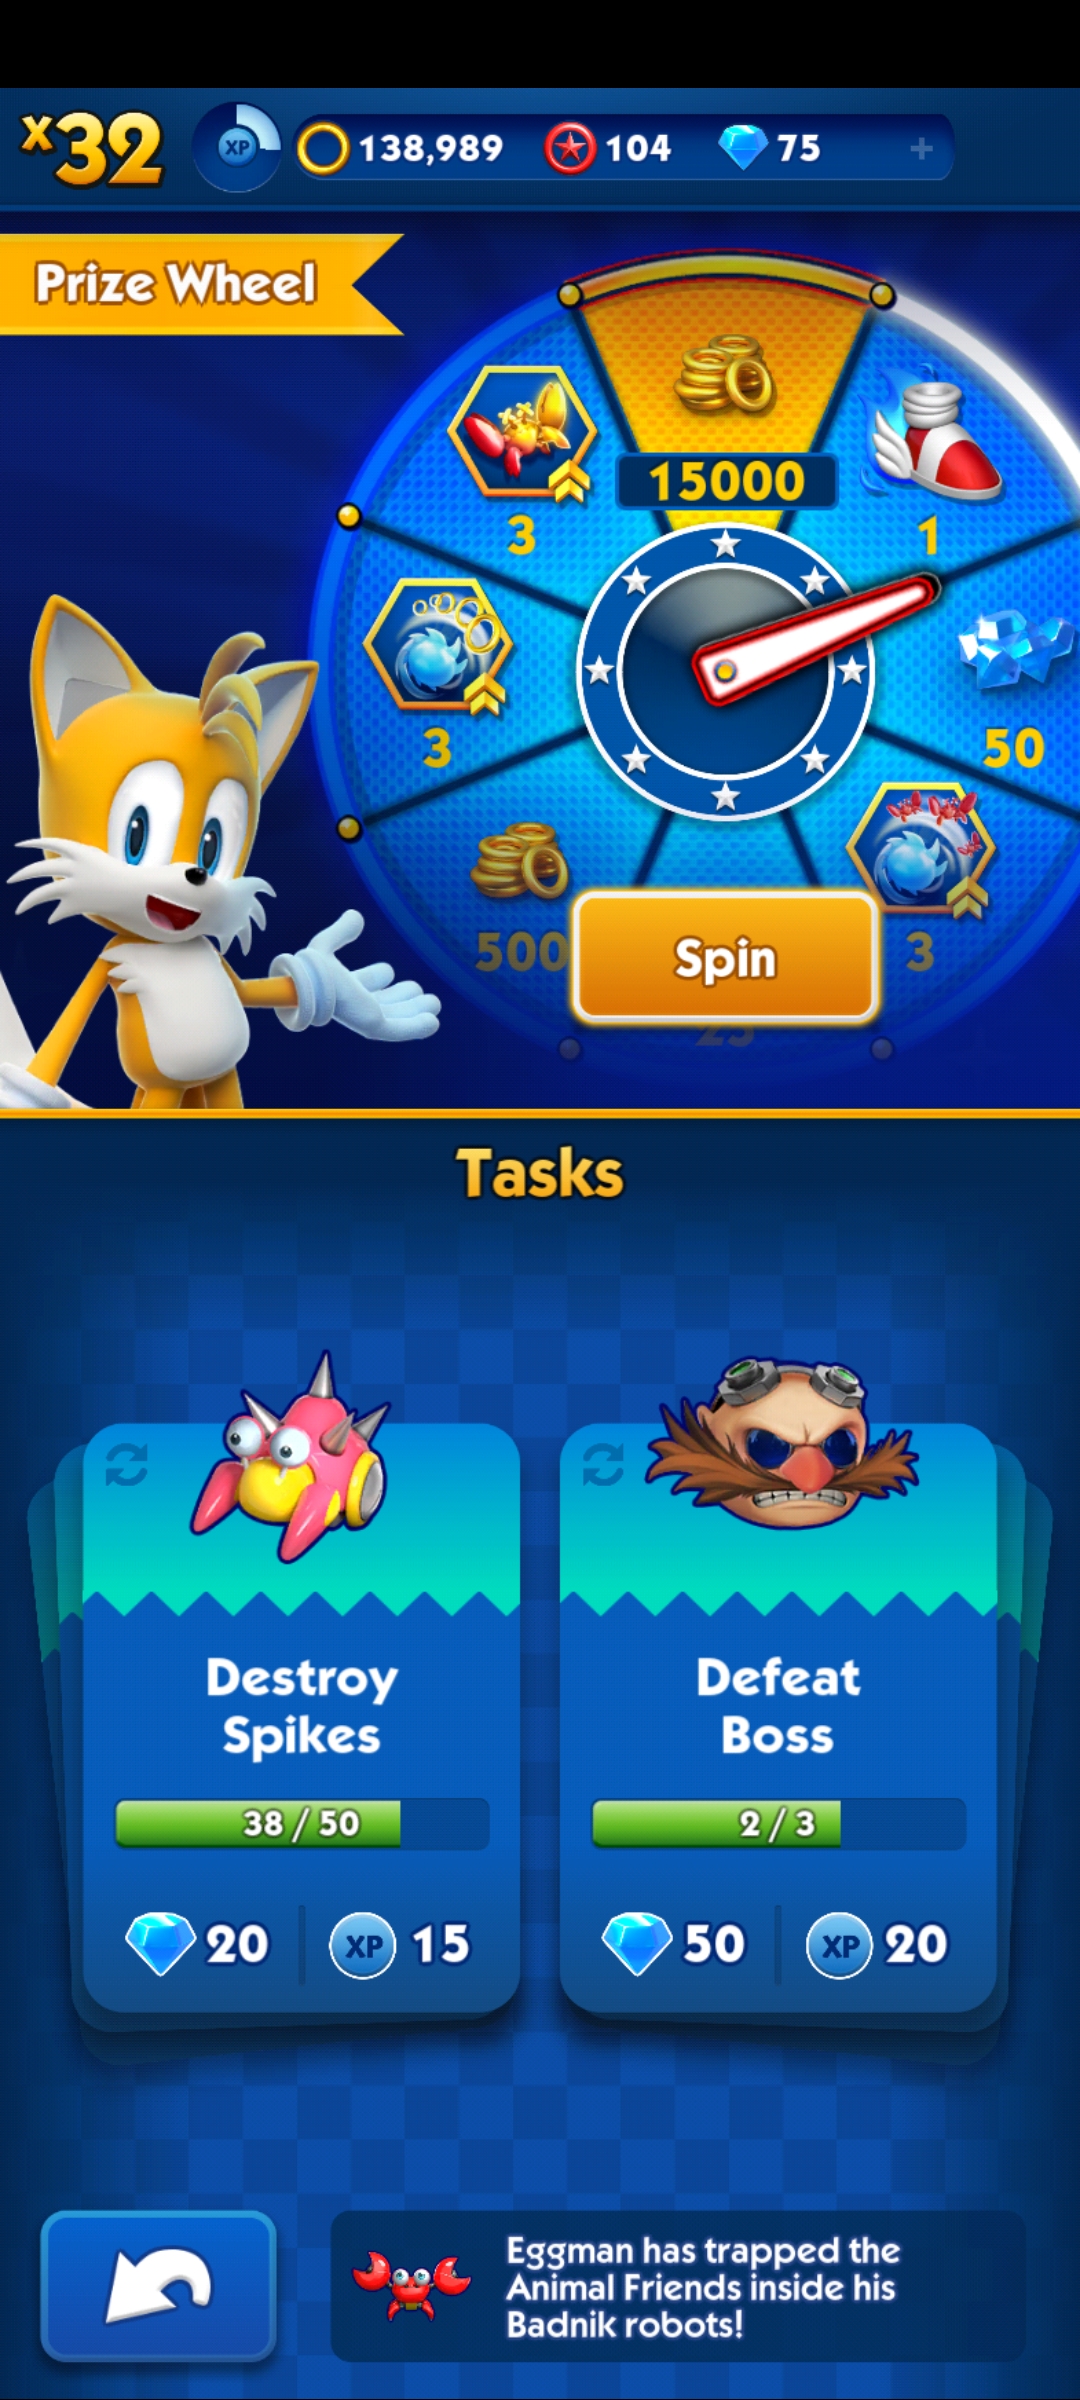 x32
XP
138,989
104
75
Prize Wheel
15000
3
1
3
50
500
3
Spin
Tasks
Destroy
Spikes
Defeat
Boss
38 / 50
2 / 3
20
XP
15
50
XP
20
Eggman has trapped the
Animal Friends inside his
Badnik robots!